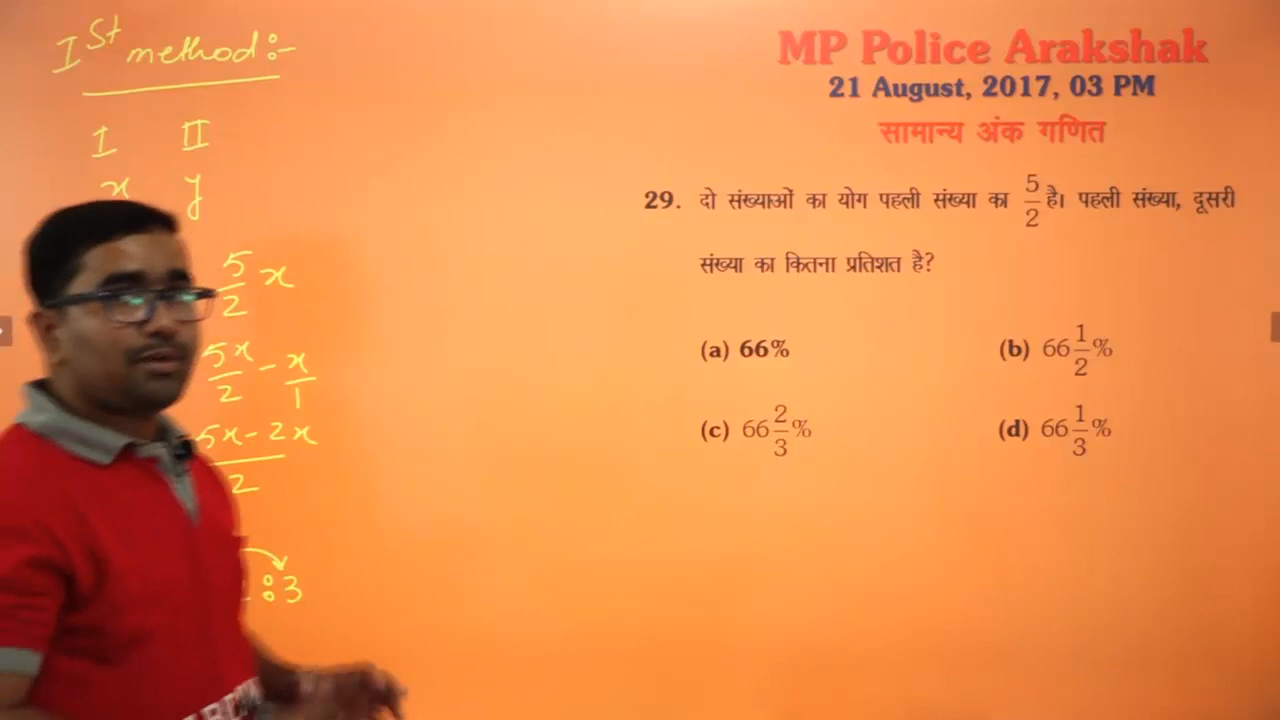 Ist method:-
I II
x y
5/2 x
5x/2 - x/1
5x - 2x
2
: 3
MP Police Arakshak
21 August, 2017, 03 PM
सामान्य अंक गणित
29. दो संख्याओं का योग पहली संख्या का 5/2 है। पहली संख्या, दूसरी
संख्या का कितना प्रतिशत है?
(a) 66% (b) 66 1/2%
(c) 66 2/3% (d) 66 1/3%